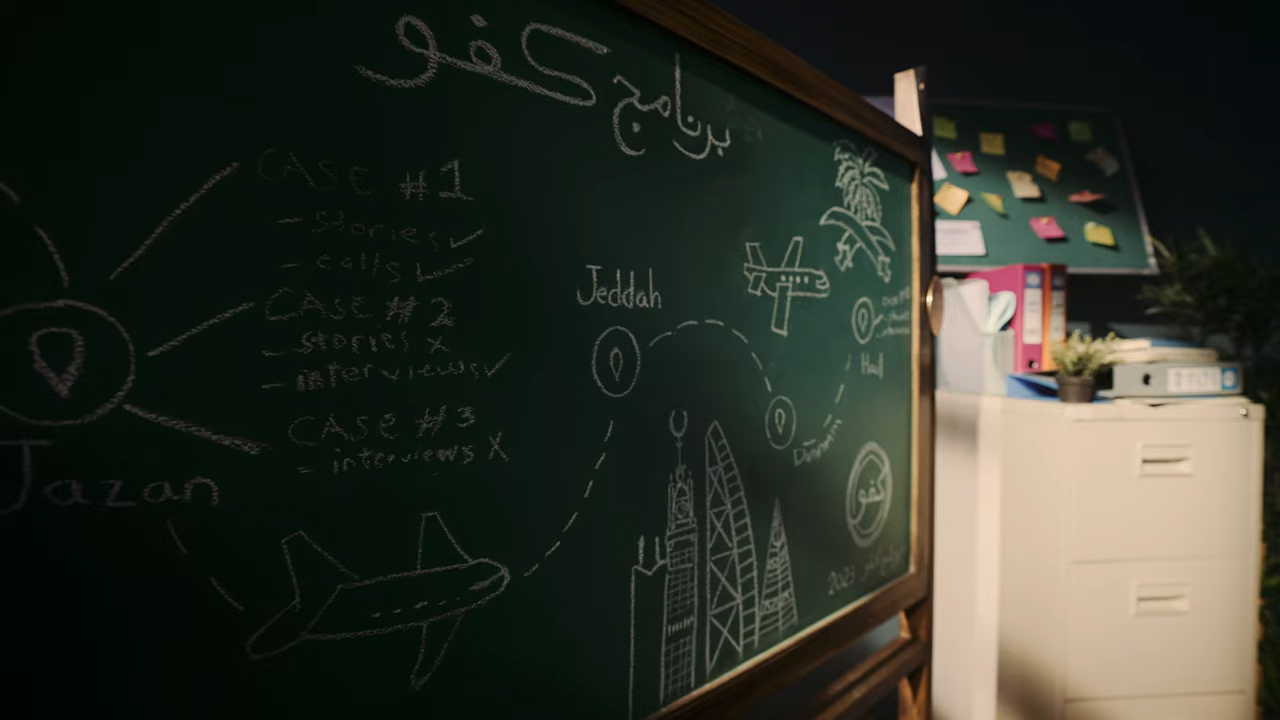 برنامج كفو
CASE #1
- stories ✓
- calls ✓
CASE #2
- stories x
- interviews ✓
CASE #3
- interviews X
Jazan
Jeddah
Hail
كفو
2023